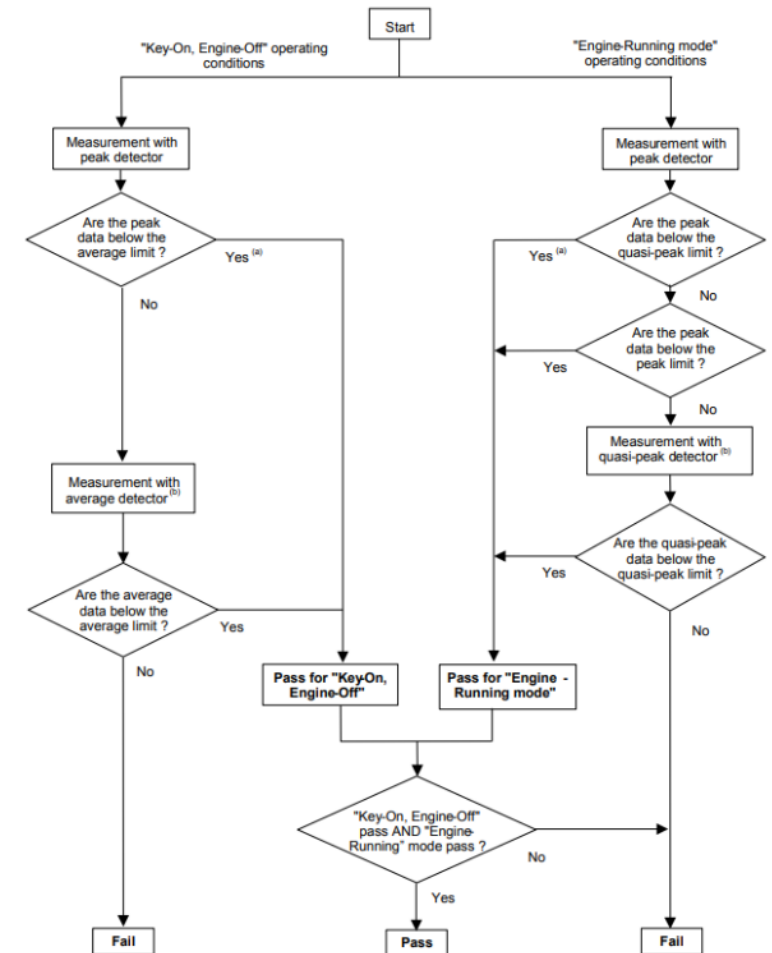 Start
"Key-On, Engine-Off" operating
conditions
"Engine-Running mode"
operating conditions
Measurement with
peak detector
Measurement with
peak detector
Are the peak
data below the
average limit ?
Yes (a)
No
Are the peak
data below the
quasi-peak limit ?
Yes (a)
No
Are the peak
data below the
peak limit ?
Yes
No
Measurement with
quasi-peak detector (b)
Measurement with
average detector(b)
Are the quasi-peak
data below the
quasi-peak limit ?
Yes
No
Are the average
data below the
average limit ?
Yes
No
Pass for "Key-On,
Engine-Off"
Pass for "Engine -
Running mode"
"Key-On, Engine-Off"
pass AND "Engine-
Running" mode pass ?
No
Yes
Fail
Pass
Fail